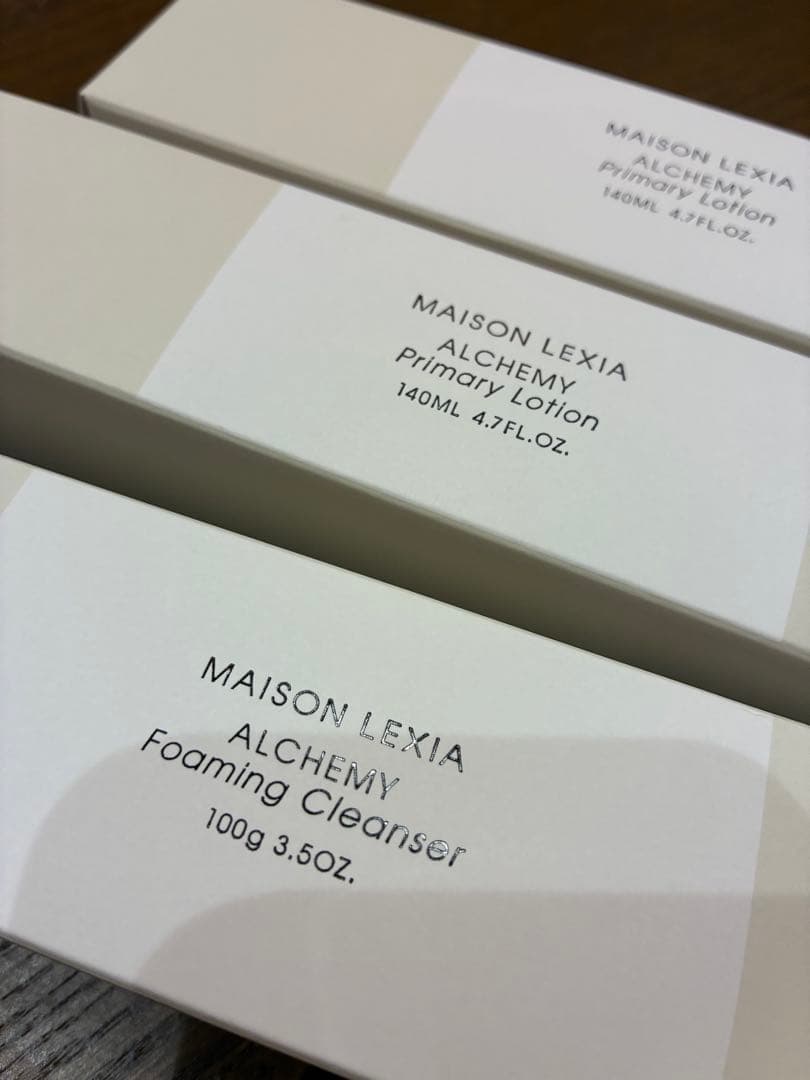 MAISON LEXIA
ALCHEMY
Primary Lotion
140ML 4.7FL.OZ.
MAISON LEXIA
ALCHEMY
Primary Lotion
140ML 4.7FL.OZ.
MAISON LEXIA
ALCHEMY
Foaming Cleanser
100g 3.5OZ.